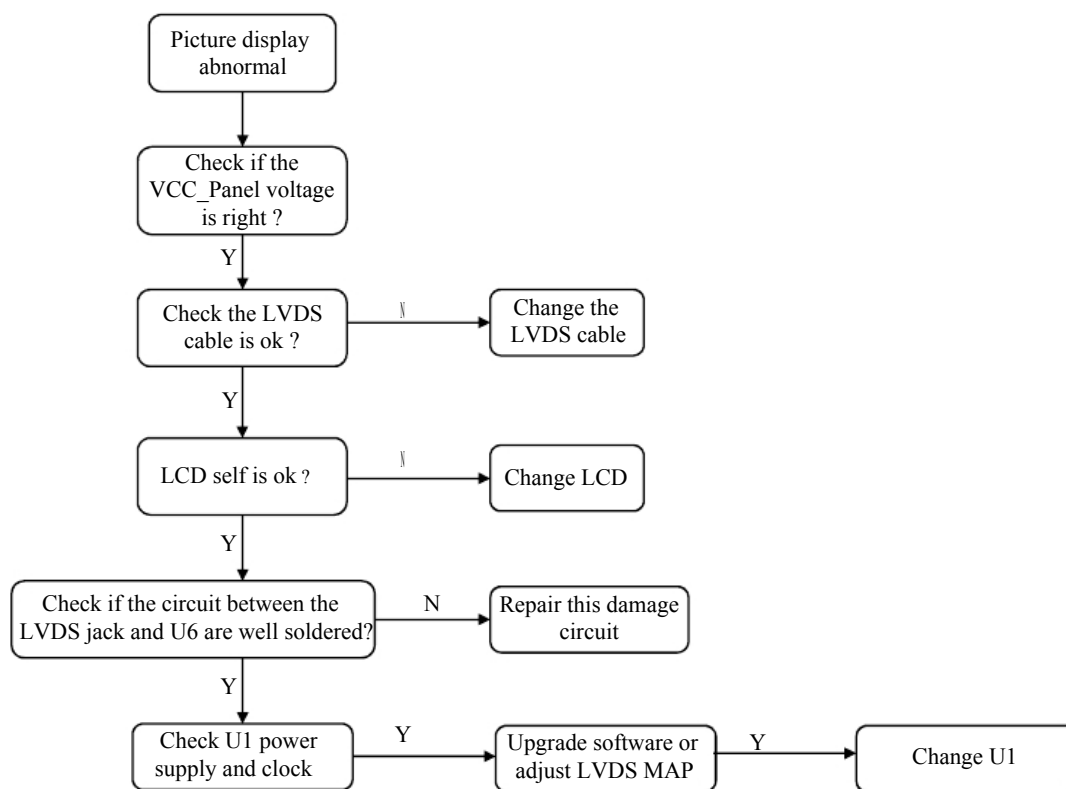 Picture display
abnormal
Check if the
VCC_Panel voltage
is right ?
Y
Check the LVDS
cable is ok ?
N
Change the
LVDS cable
Y
LCD self is ok ?
N
Change LCD
Y
Check if the circuit between the
LVDS jack and U6 are well soldered?
N
Repair this damage
circuit
Y
Check U1 power
supply and clock
Y
Upgrade software or
adjust LVDS MAP
Y
Change U1